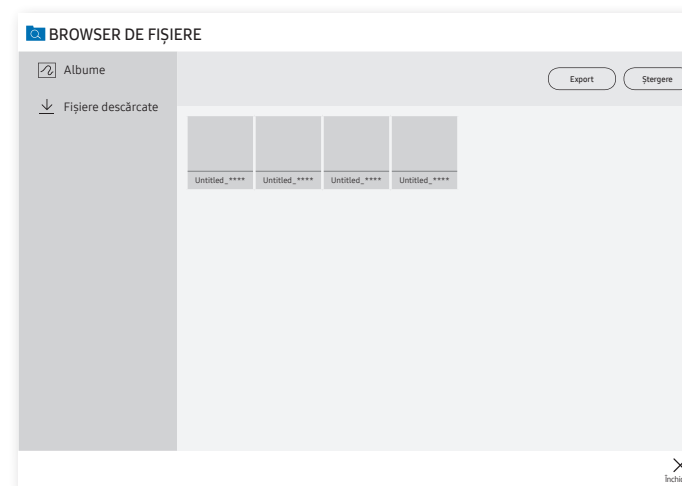 BROWSER DE FIȘIERE
Albume
Fișiere descărcate
Export Ștergere
Untitled_**** Untitled_**** Untitled_**** Untitled_****